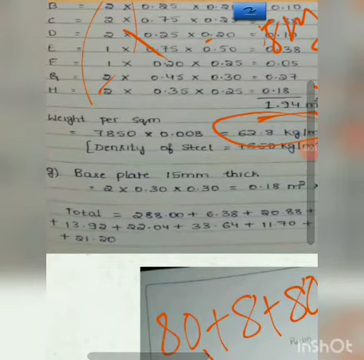 B = 2 × 0.25 × 0.20 = 0.10
C = 2 × 0.75 × 0.25
D = 2 × 0.25 × 0.20 =
E = 1 × .75 × 0.50 = 0.38
F = 1 × 0.20 × 0.25 = 0.05
G = 2 × 0.45 × 0.30 = 0.27
H = 2 × 0.35 × 0.25 = 0.18
1.94 m
Weight per sqm
= 7850 × 0.008 = 62.8 kg/m
[Density of Steel = 7850 kg/m
g) Base plate 15mm thick
= 2 × 0.30 × 0.30 = 0.18 m²
Total = 288.00 + 6.38 + 20.88 +
+ 13.92 + 22.04 + 33.64 + 11.70 +
+ 21.20
80+8+80
InShOt